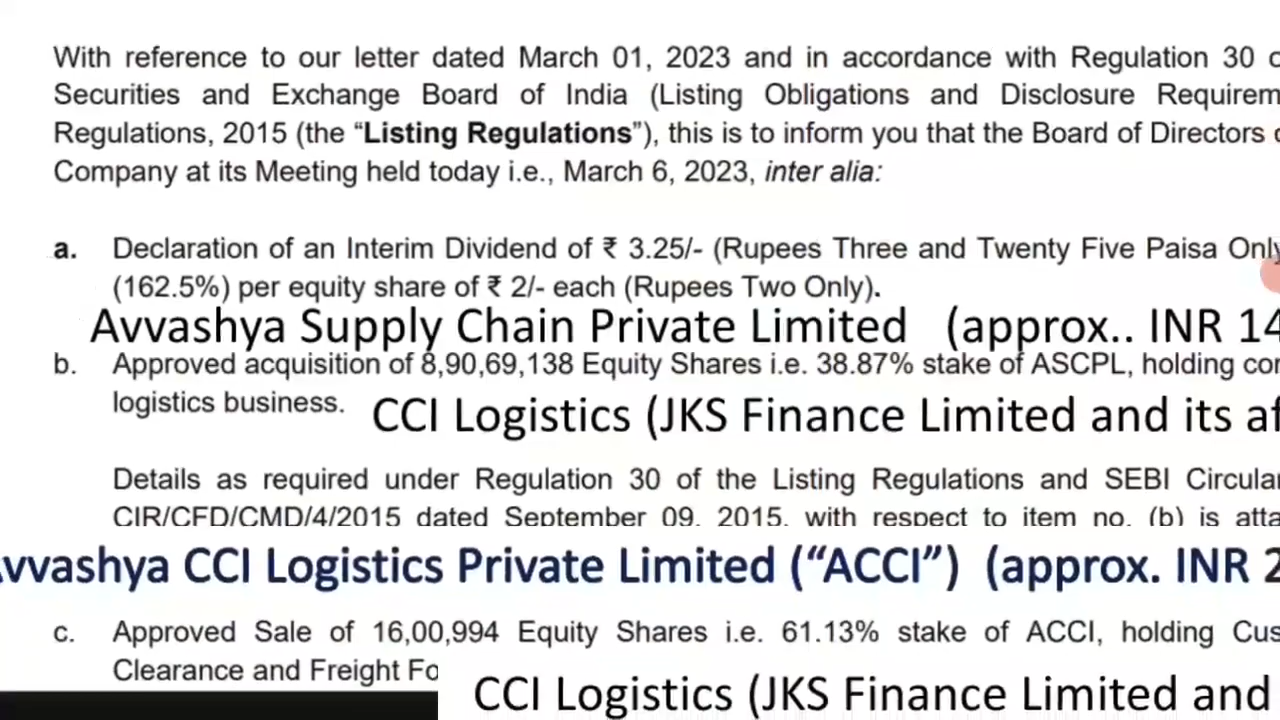 With reference to our letter dated March 01, 2023 and in accordance with Regulation 30
Securities and Exchange Board of India (Listing Obligations and Disclosure Requirem
Regulations, 2015 (the “Listing Regulations”), this is to inform you that the Board of Directors
Company at its Meeting held today i.e., March 6, 2023, inter alia:
a. Declaration of an Interim Dividend of ₹ 3.25/- (Rupees Three and Twenty Five Paisa Only
(162.5%) per equity share of ₹ 2/- each (Rupees Two Only).
Avvashya Supply Chain Private Limited (approx.. INR 14
b. Approved acquisition of 8,90,69,138 Equity Shares i.e. 38.87% stake of ASCPL, holding
logistics business.
CCI Logistics (JKS Finance Limited and its
Details as required under Regulation 30 of the Listing Regulations and SEBI Circular
CIR/CFD/CMD/4/2015 dated September 09, 2015, with respect to item no. (b) is
vvashya CCI Logistics Private Limited (“ACCI”) (approx. INR 2
c. Approved Sale of 16,00,994 Equity Shares i.e. 61.13% stake of ACCI, holding Cus
Clearance and Freight Fo
CCI Logistics (JKS Finance Limited and